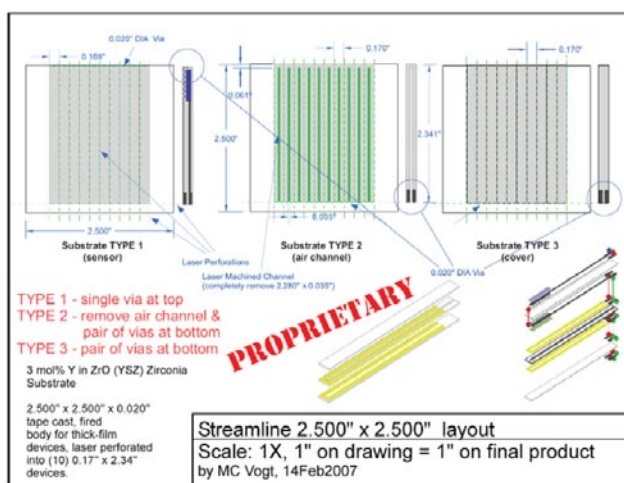 0.020" DIA Via
0.169"
0.170"
0.170"
0.061"
2.500"
2.341"
2.500"
0.055"
Substrate TYPE 1
(sensor)
Substrate TYPE 2
(air channel)
Substrate TYPE 3
(cover)
Laser Perforations
Laser Machined Channel
(completely remove 2.280" x 0.055")
0.020" DIA Via
TYPE 1 - single via at top
TYPE 2 - remove air channel &
pair of vias at bottom
TYPE 3 - pair of vias at bottom
PROPRIETARY
3 mol% Y in ZrO (YSZ) Zirconia
Substrate
2.500" x 2.500" x 0.020"
tape cast, fired
body for thick-film
devices, laser perforated
into (10) 0.17" x 2.34"
devices.
Streamline 2.500" x 2.500" layout
Scale: 1X, 1" on drawing = 1" on final product
by MC Vogt, 14Feb2007